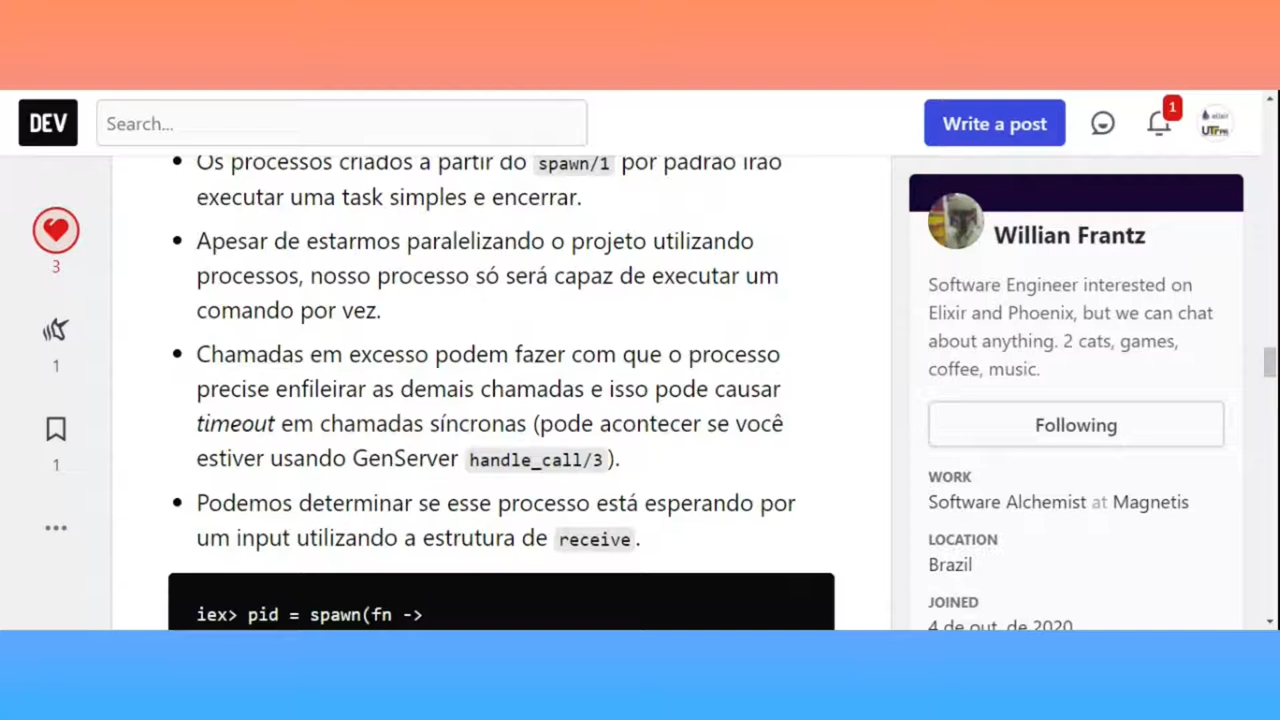 DEV
Search...
Write a post
1
Os processos criados a partir do spawn/1 por padrão irão
executar uma task simples e encerrar.
Apesar de estarmos paralelizando o projeto utilizando
processos, nosso processo só será capaz de executar um
comando por vez.
Chamadas em excesso podem fazer com que o processo
precise enfileirar as demais chamadas e isso pode causar
timeout em chamadas síncronas (pode acontecer se você
estiver usando GenServer handle_call/3).
Podemos determinar se esse processo está esperando por
um input utilizando a estrutura de receive.
iex> pid = spawn(fn ->
3
1
1
Willian Frantz
Software Engineer interested on
Elixir and Phoenix, but we can chat
about anything. 2 cats, games,
coffee, music.
Following
WORK
Software Alchemist at Magnetis
LOCATION
Brazil
JOINED
4 de out. de 2020